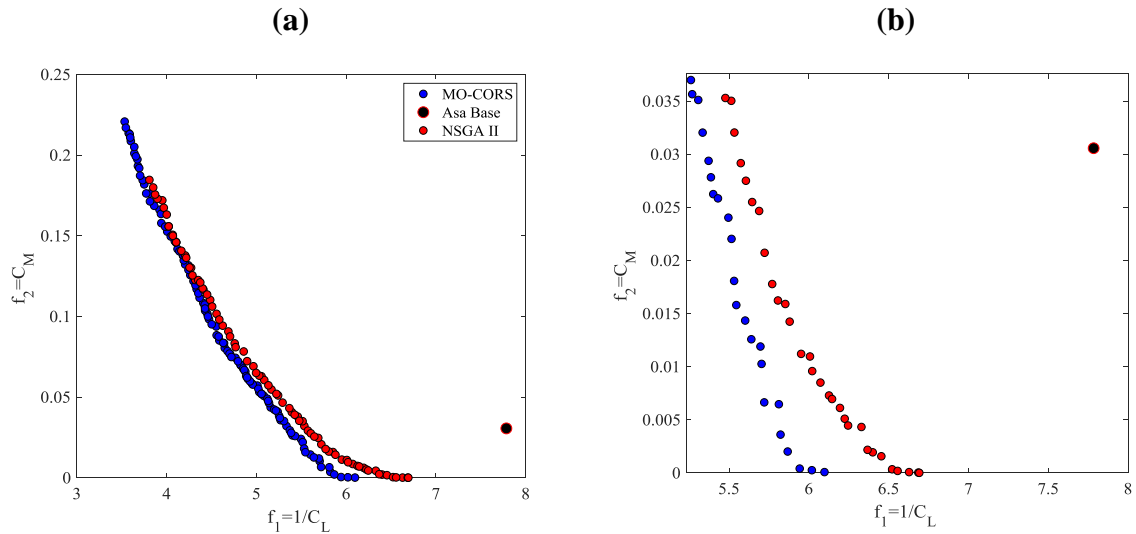 (a)
0.25
0.2
0.15
0.1
0.05
0
f2=CM
3 4 5 6 7 8
f1=1/CL
MO-CORS
Asa Base
NSGA II
(b)
0.035
0.03
0.025
0.02
0.015
0.01
0.005
0
f2=CM
5.5 6 6.5 7 7.5 8
f1=1/CL